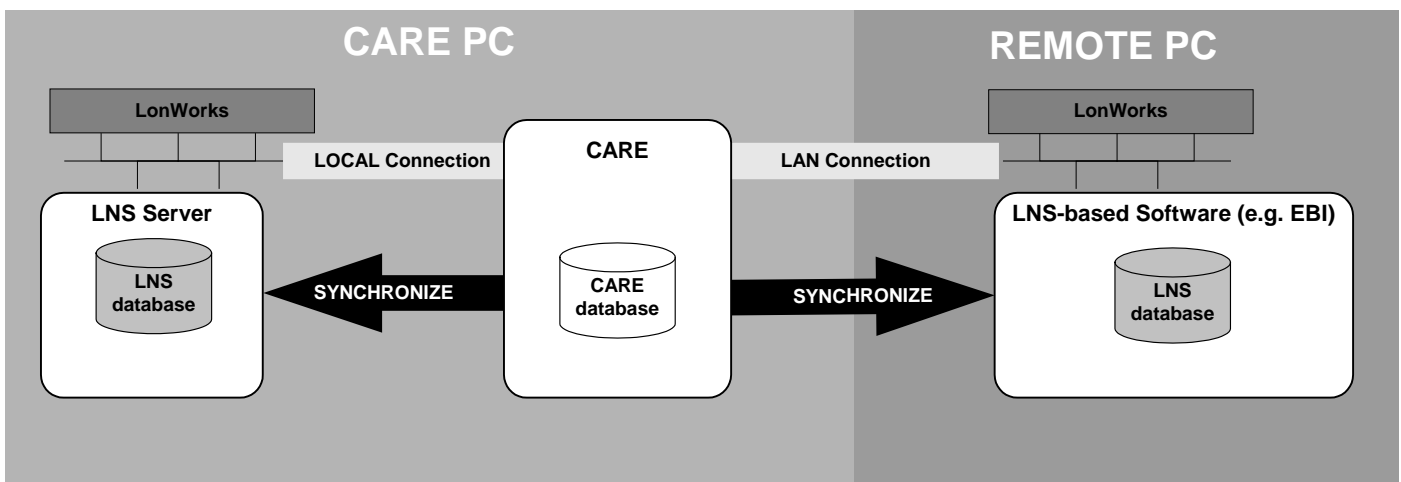 CARE PC
REMOTE PC
LonWorks
LonWorks
LOCAL Connection
CARE
LAN Connection
LNS Server
LNS-based Software (e.g. EBI)
LNS
database
SYNCHRONIZE
CARE
database
SYNCHRONIZE
LNS
database